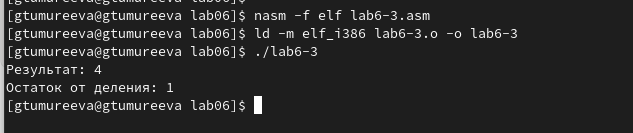 [gtumureeva@gtumureeva lab06]$ nasm -f elf lab6-3.asm
[gtumureeva@gtumureeva lab06]$ ld -m elf_i386 lab6-3.o -o lab6-3
[gtumureeva@gtumureeva lab06]$ ./lab6-3
Результат: 4
Остаток от деления: 1
[gtumureeva@gtumureeva lab06]$